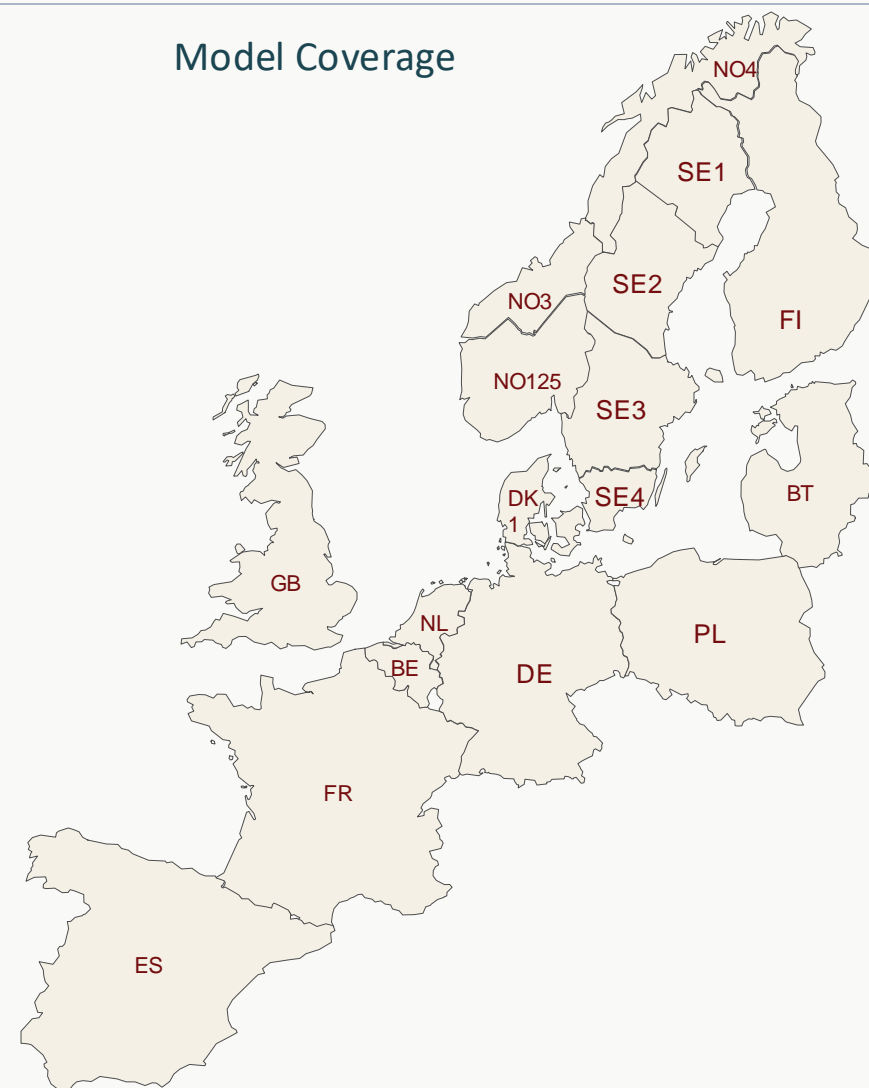 Model Coverage
NO4
SE1
SE2
NO3
FI
NO125
SE3
SE4
DK
1
BT
GB
NL
PL
BE
DE
FR
ES